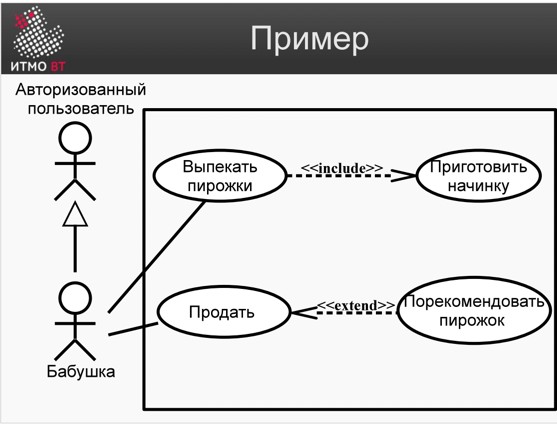 ИТМО ВТ
Пример
Авторизованный
пользователь
Выпекать
пирожки
<<include>>
Приготовить
начинку
Продать
<<extend>>
Порекомендовать
пирожок
Бабушка